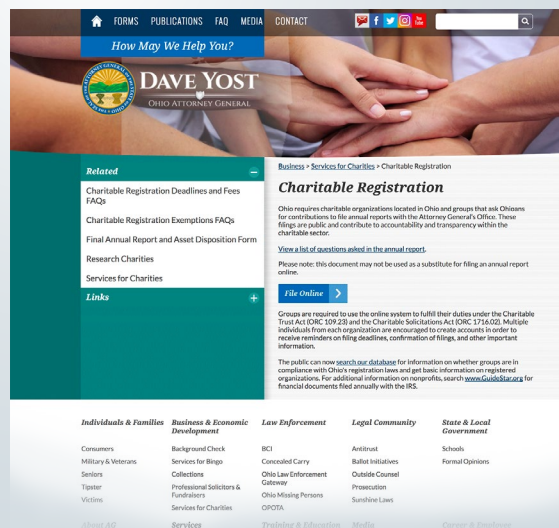 FORMS PUBLICATIONS FAQ MEDIA CONTACT
You Tube
How May We Help You?
DAVE YOST
OHIO ATTORNEY GENERAL
Related
Charitable Registration Deadlines and Fees
FAQs
Charitable Registration Exemptions FAQs
Final Annual Report and Asset Disposition Form
Research Charities
Services for Charities
Links
Business > Services for Charities > Charitable Registration
Charitable Registration
Ohio requires charitable organizations located in Ohio and groups that ask Ohioans
for contributions to file annual reports with the Attorney General's Office. These
filings are public and contribute to accountability and transparency within the
charitable sector.
View a list of questions asked in the annual report.
Please note: this document may not be used as a substitute for filing an annual report
online.
File Online
Groups are required to use the online system to fulfill their duties under the Charitable
Trust Act (ORC 109.23) and the Charitable Solicitations Act (ORC 1716.02). Multiple
individuals from each organization are encouraged to create accounts in order to
receive reminders on filing deadlines, confirmation of filings, and other important
information.
The public can now search our database for information on whether groups are in
compliance with Ohio's registration laws and get basic information on registered
organizations. For additional information on nonprofits, search www.GuideStar.org for
financial documents filed annually with the IRS.
Individuals & Families
Consumers
Military & Veterans
Seniors
Tipster
Victims
About AG
Business & Economic
Development
Background Check
Services for Bingo
Collections
Professional Solicitors &
Fundraisers
Services for Charities
Services
Law Enforcement
BCI
Concealed Carry
Ohio Law Enforcement
Gateway
Ohio Missing Persons
OPOTA
Training & Education
Legal Community
Antitrust
Ballot Initiatives
Outside Counsel
Prosecution
Sunshine Laws
Media
State & Local
Government
Schools
Formal Opinions
Career & Employee